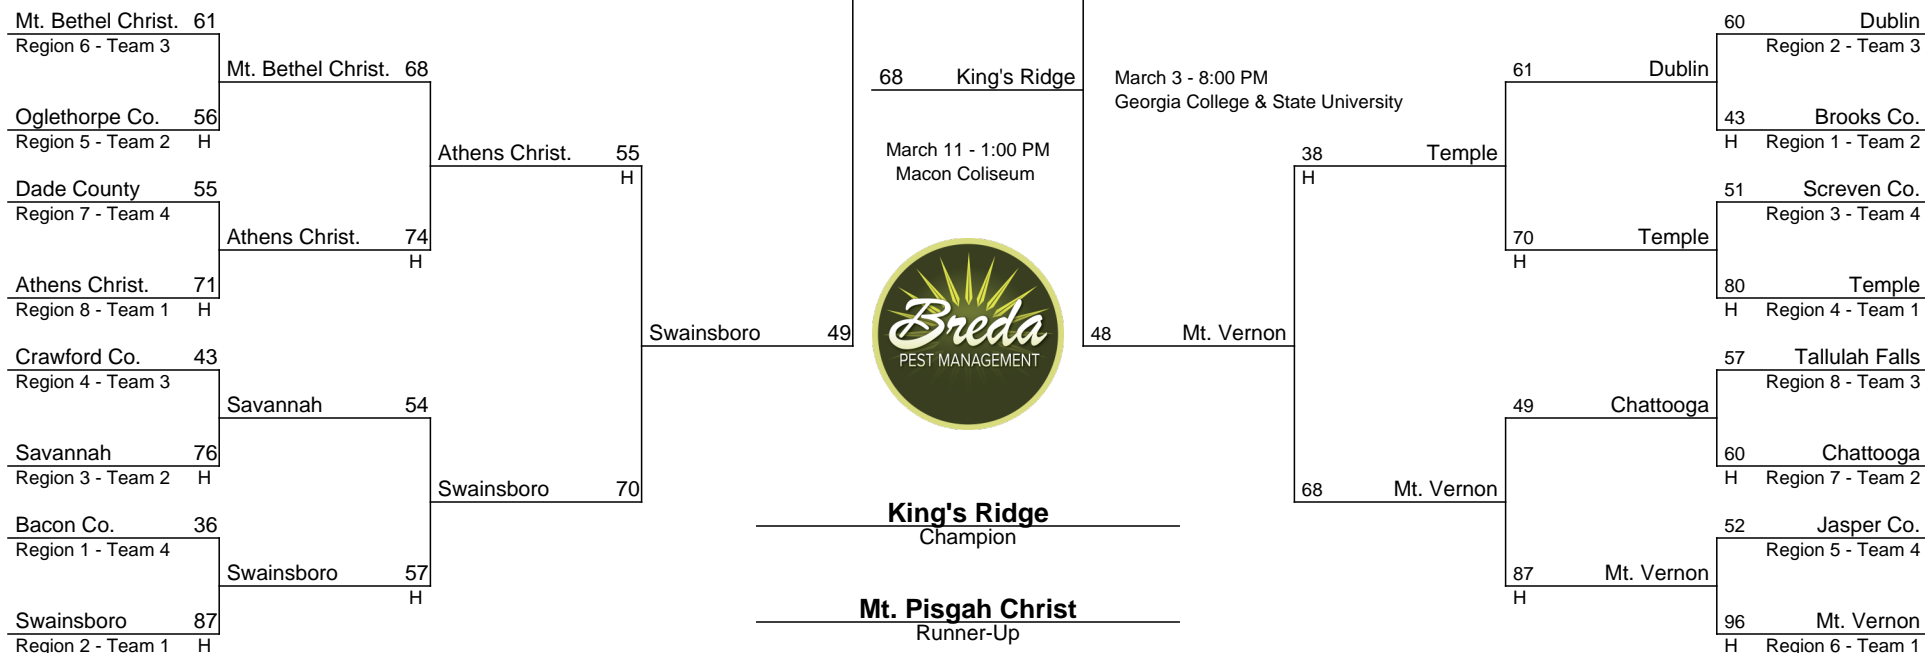 Mt. Bethel Christ. 61
Region 6 - Team 3
Mt. Bethel Christ. 68
Oglethorpe Co. 56
Region 5 - Team 2 H
Athens Christ. 55
H
Dade County 55
Region 7 - Team 4
Athens Christ. 74
H
Athens Christ. 71
Region 8 - Team 1 H
Swainsboro 49
Crawford Co. 43
Region 4 - Team 3
Savannah 54
Savannah 76
Region 3 - Team 2 H
Swainsboro 70
Bacon Co. 36
Region 1 - Team 4
Swainsboro 57
H
Swainsboro 87
Region 2 - Team 1 H
68 King's Ridge
March 11 - 1:00 PM
Macon Coliseum
Breda
PEST MANAGEMENT
King's Ridge
Champion
Mt. Pisgah Christ
Runner-Up
March 3 - 8:00 PM
Georgia College & State University
48 Mt. Vernon
38 Temple
H
68 Mt. Vernon
61 Dublin
70 Temple
H
49 Chattooga
87 Mt. Vernon
H
60 Dublin
Region 2 - Team 3
43 Brooks Co.
H Region 1 - Team 2
51 Screven Co.
Region 3 - Team 4
80 Temple
H Region 4 - Team 1
57 Tallulah Falls
Region 8 - Team 3
60 Chattooga
H Region 7 - Team 2
52 Jasper Co.
Region 5 - Team 4
96 Mt. Vernon
H Region 6 - Team 1